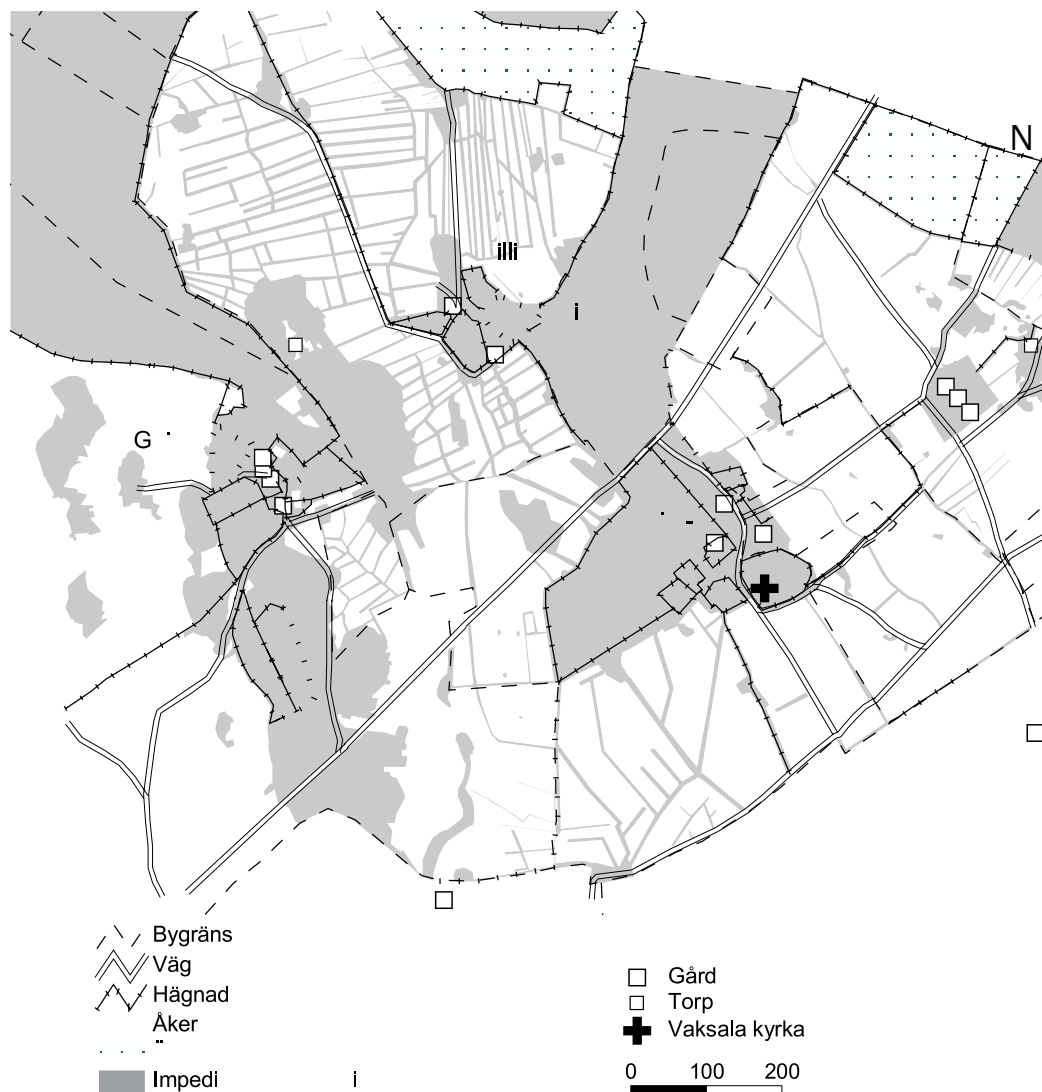 N
illi
i
G
Bygräns
Väg
Hägnad
Åker
Impedi i
Gård
Torp
Vaksala kyrka
0 100 200